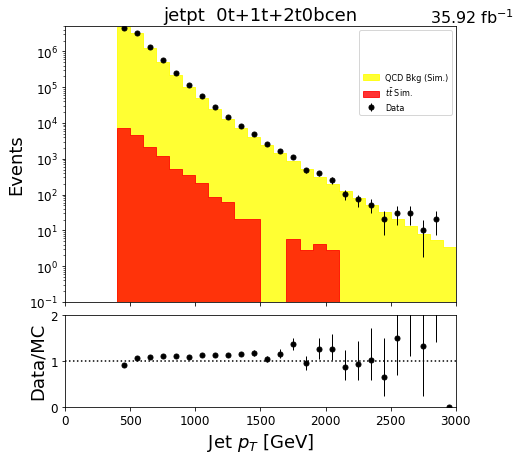 jetpt 0t+1t+2t0bcen 35.92 fb⁻¹
QCD Bkg (Sim.)
tt̄ Sim.
Data
Events
10⁶
10⁵
10⁴
10³
10²
10¹
10⁰
10⁻¹
Data/MC
2
1
0
0 500 1000 1500 2000 2500 3000
Jet p_T [GeV]